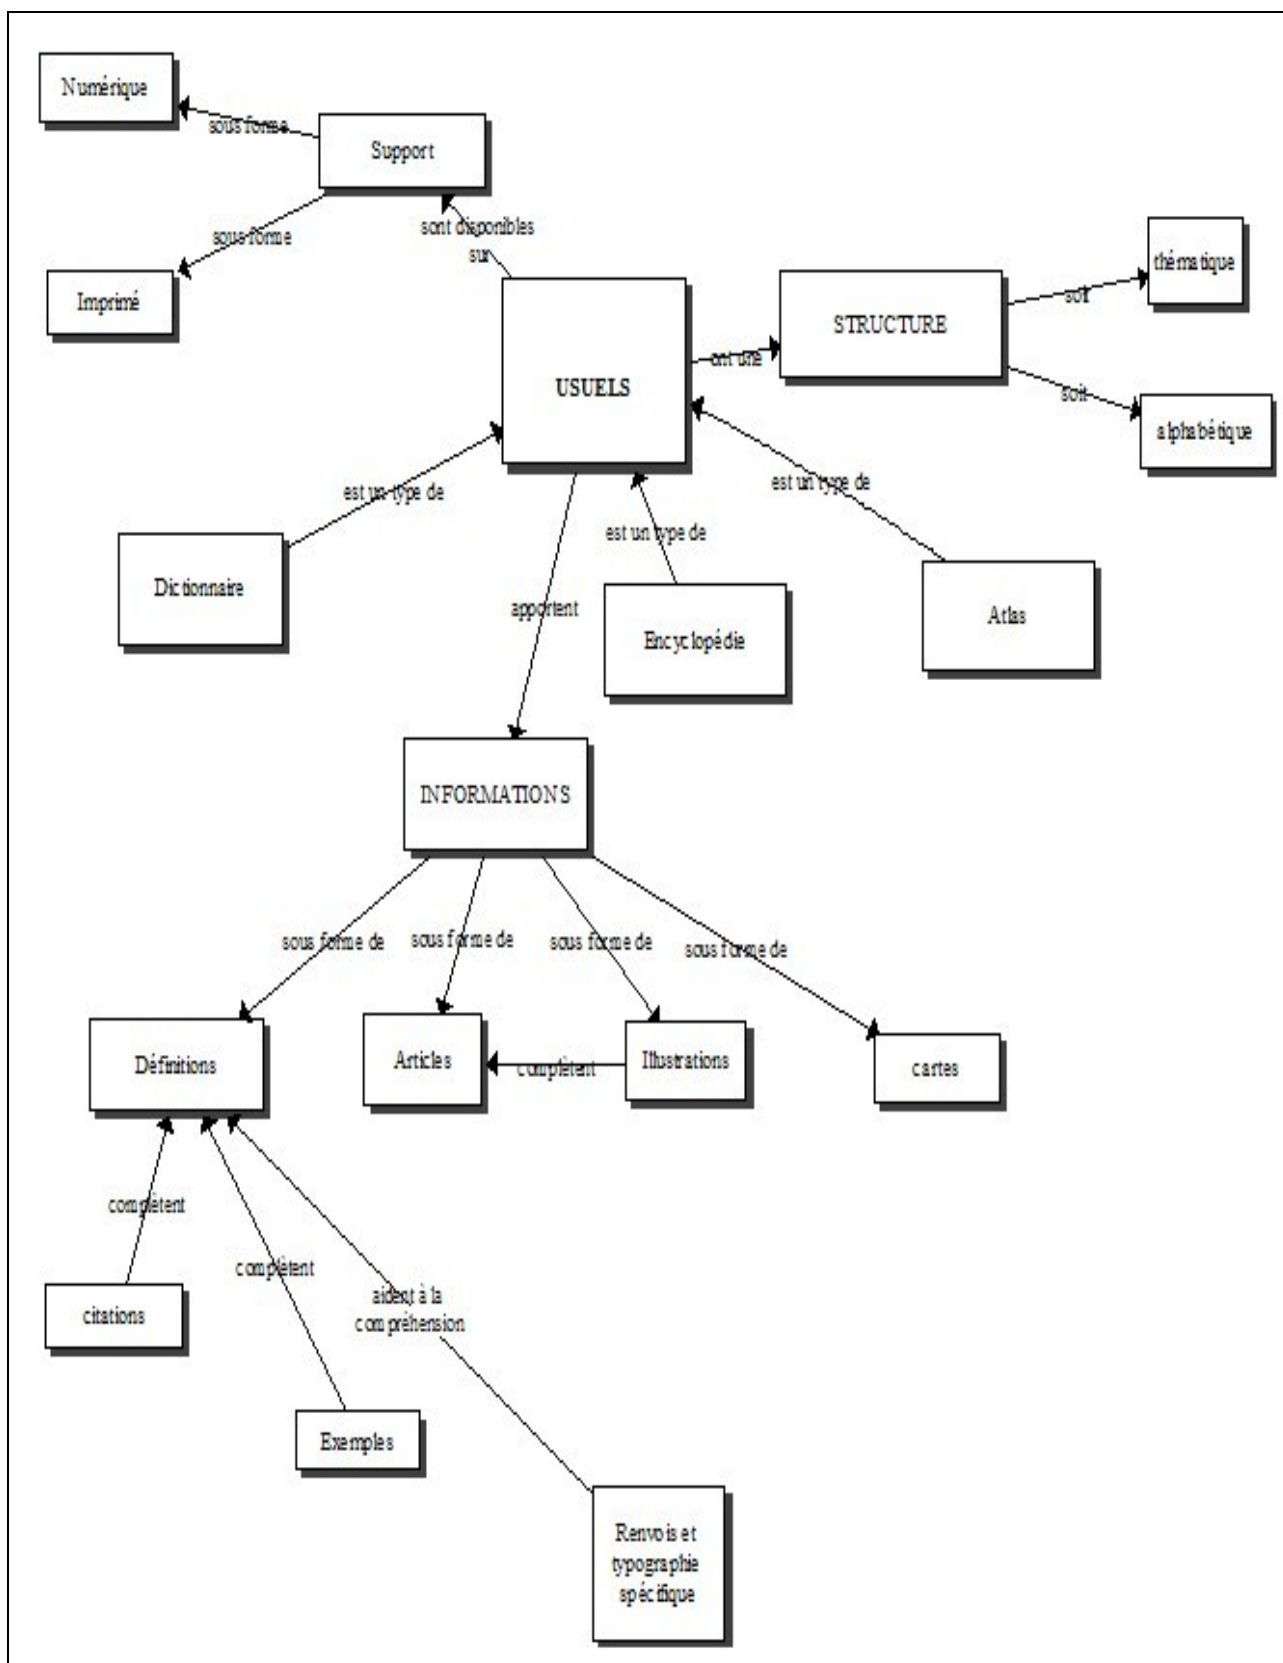 Numérique
sous forme
Support
sous forme
sont disponibles
sur
Imprimé
thématique
soit
STRUCTURE
ont une
USUELS
soit
alphabétique
est un type de
est un type de
est un type de
Dictionnaire
apportent
Encyclopédie
Atlas
INFORMATIONS
sous forme de
sous forme de
sous forme de
sous forme de
Définitions
Articles
complètent
Illustrations
cartes
complètent
complètent
aident à la
compréhension
citations
Exemples
Renvois et
typographie
spécifique